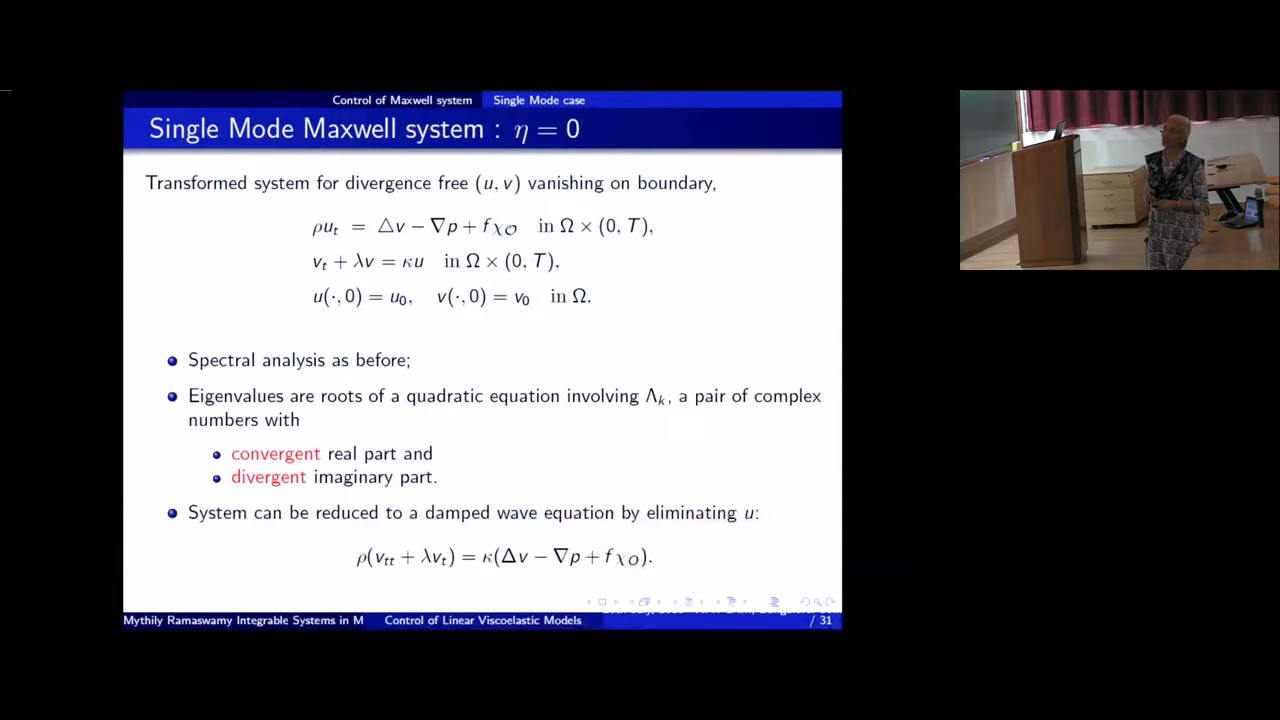 Control of Maxwell system Single Mode case
Single Mode Maxwell system : η = 0
Transformed system for divergence free (u, v) vanishing on boundary,
ρu_t = △v − ∇p + fχ_𝒪 in Ω × (0, T),
v_t + λv = κu in Ω × (0, T),
u(·, 0) = u_0, v(·, 0) = v_0 in Ω.
Spectral analysis as before;
Eigenvalues are roots of a quadratic equation involving Λ_k, a pair of complex
numbers with
convergent real part and
divergent imaginary part.
System can be reduced to a damped wave equation by eliminating u:
ρ(v_tt + λv_t) = κ(Δv − ∇p + fχ_O).
Mythily Ramaswamy Integrable Systems in M Control of Linear Viscoelastic Models / 31